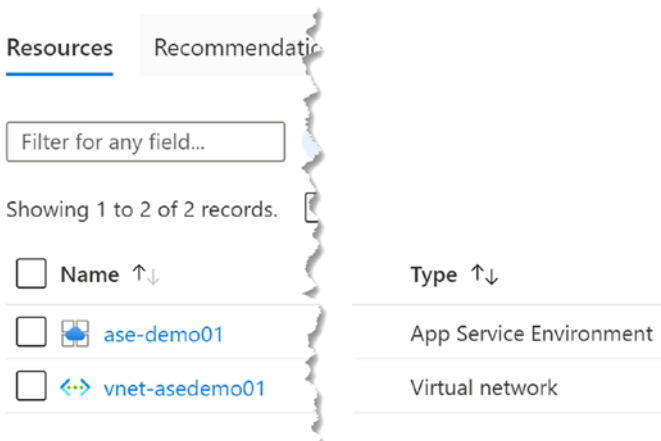 Resources Recommendatio
Filter for any field...
Showing 1 to 2 of 2 records.
Name ↑↓ Type ↑↓
ase-demo01 App Service Environment
vnet-asedemo01 Virtual network